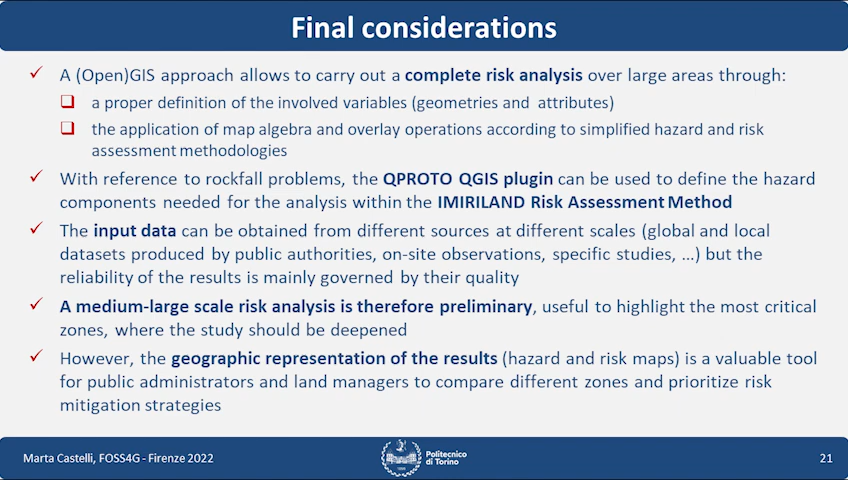 Final considerations
✓ A (Open)GIS approach allows to carry out a complete risk analysis over large areas through:
❑ a proper definition of the involved variables (geometries and attributes)
❑ the application of map algebra and overlay operations according to simplified hazard and risk
assessment methodologies
✓ With reference to rockfall problems, the QPROTO QGIS plugin can be used to define the hazard
components needed for the analysis within the IMIRILAND Risk Assessment Method
✓ The input data can be obtained from different sources at different scales (global and local
datasets produced by public authorities, on-site observations, specific studies, …) but the
reliability of the results is mainly governed by their quality
✓ A medium-large scale risk analysis is therefore preliminary, useful to highlight the most critical
zones, where the study should be deepened
✓ However, the geographic representation of the results (hazard and risk maps) is a valuable tool
for public administrators and land managers to compare different zones and prioritize risk
mitigation strategies
Marta Castelli, FOSS4G - Firenze 2022
Politecnico
di Torino
21